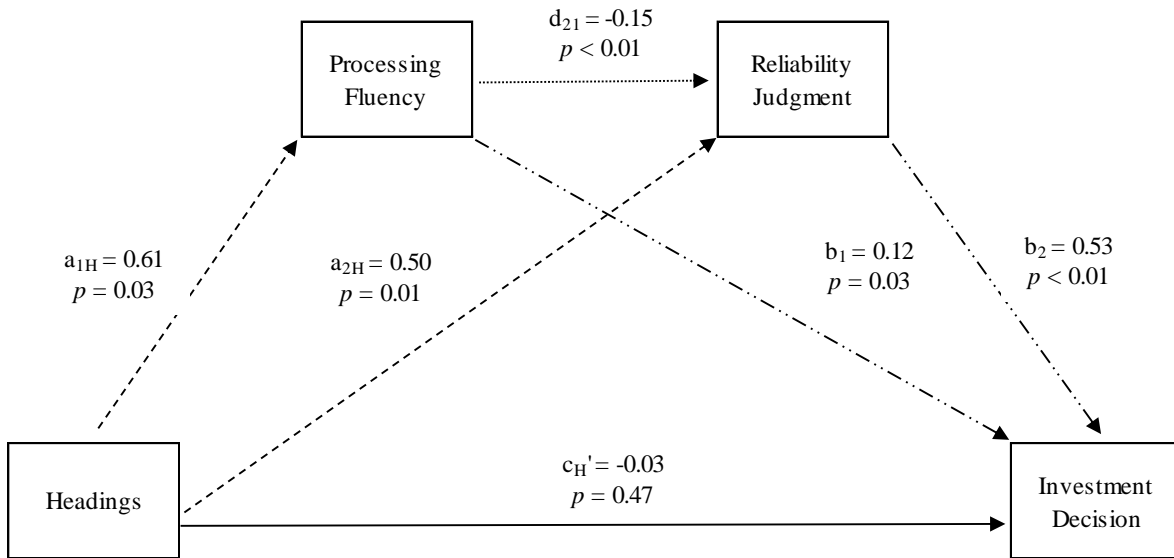 d21 = -0.15
p < 0.01
Processing
Fluency
Reliability
Judgment
a1H = 0.61
p = 0.03
a2H = 0.50
p = 0.01
b1 = 0.12
p = 0.03
b2 = 0.53
p < 0.01
Headings
cH' = -0.03
p = 0.47
Investment
Decision